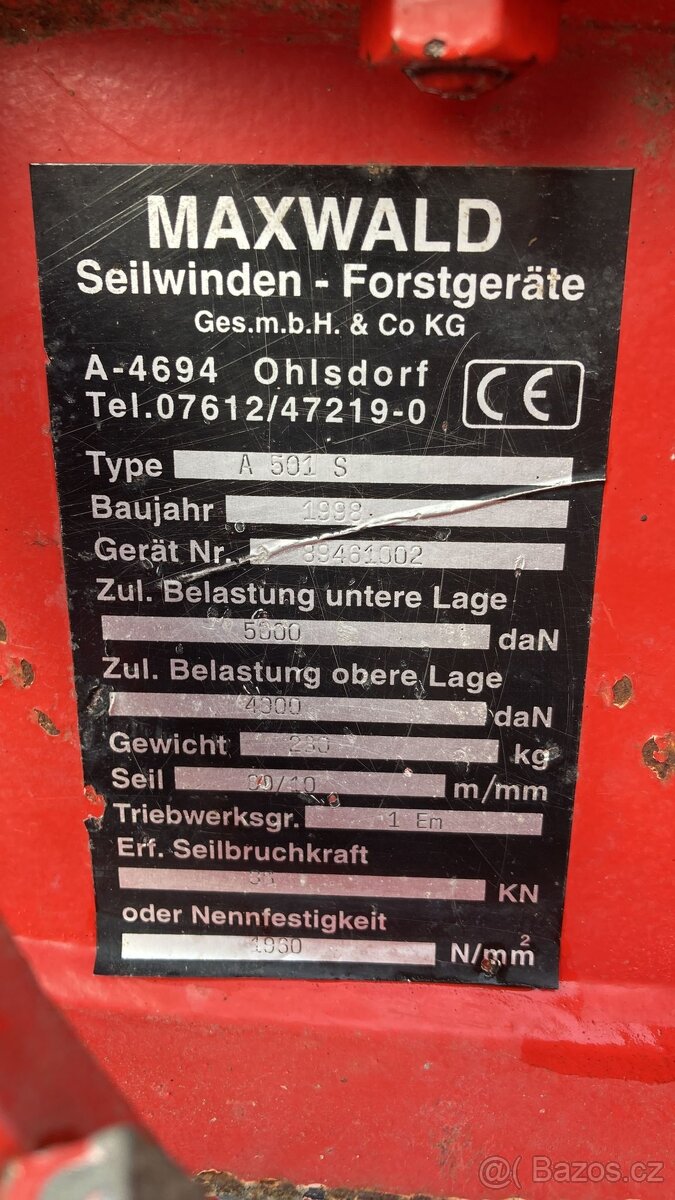 MAXWALD
Seilwinden - Forstgeräte
Ges.m.b.H. & Co KG
A-4694 Ohlsdorf
Tel.07612/47219-0 CE
Type A 501 S
Baujahr 1998
Gerät Nr. 89461002
Zul. Belastung untere Lage
5000 daN
Zul. Belastung obere Lage
daN
Gewicht kg
Seil m/mm
Triebwerksgr. 1 Em
Erf. Seilbruchkraft
KN
oder Nennfestigkeit
1960 N/mm²
@( Bazos.cz